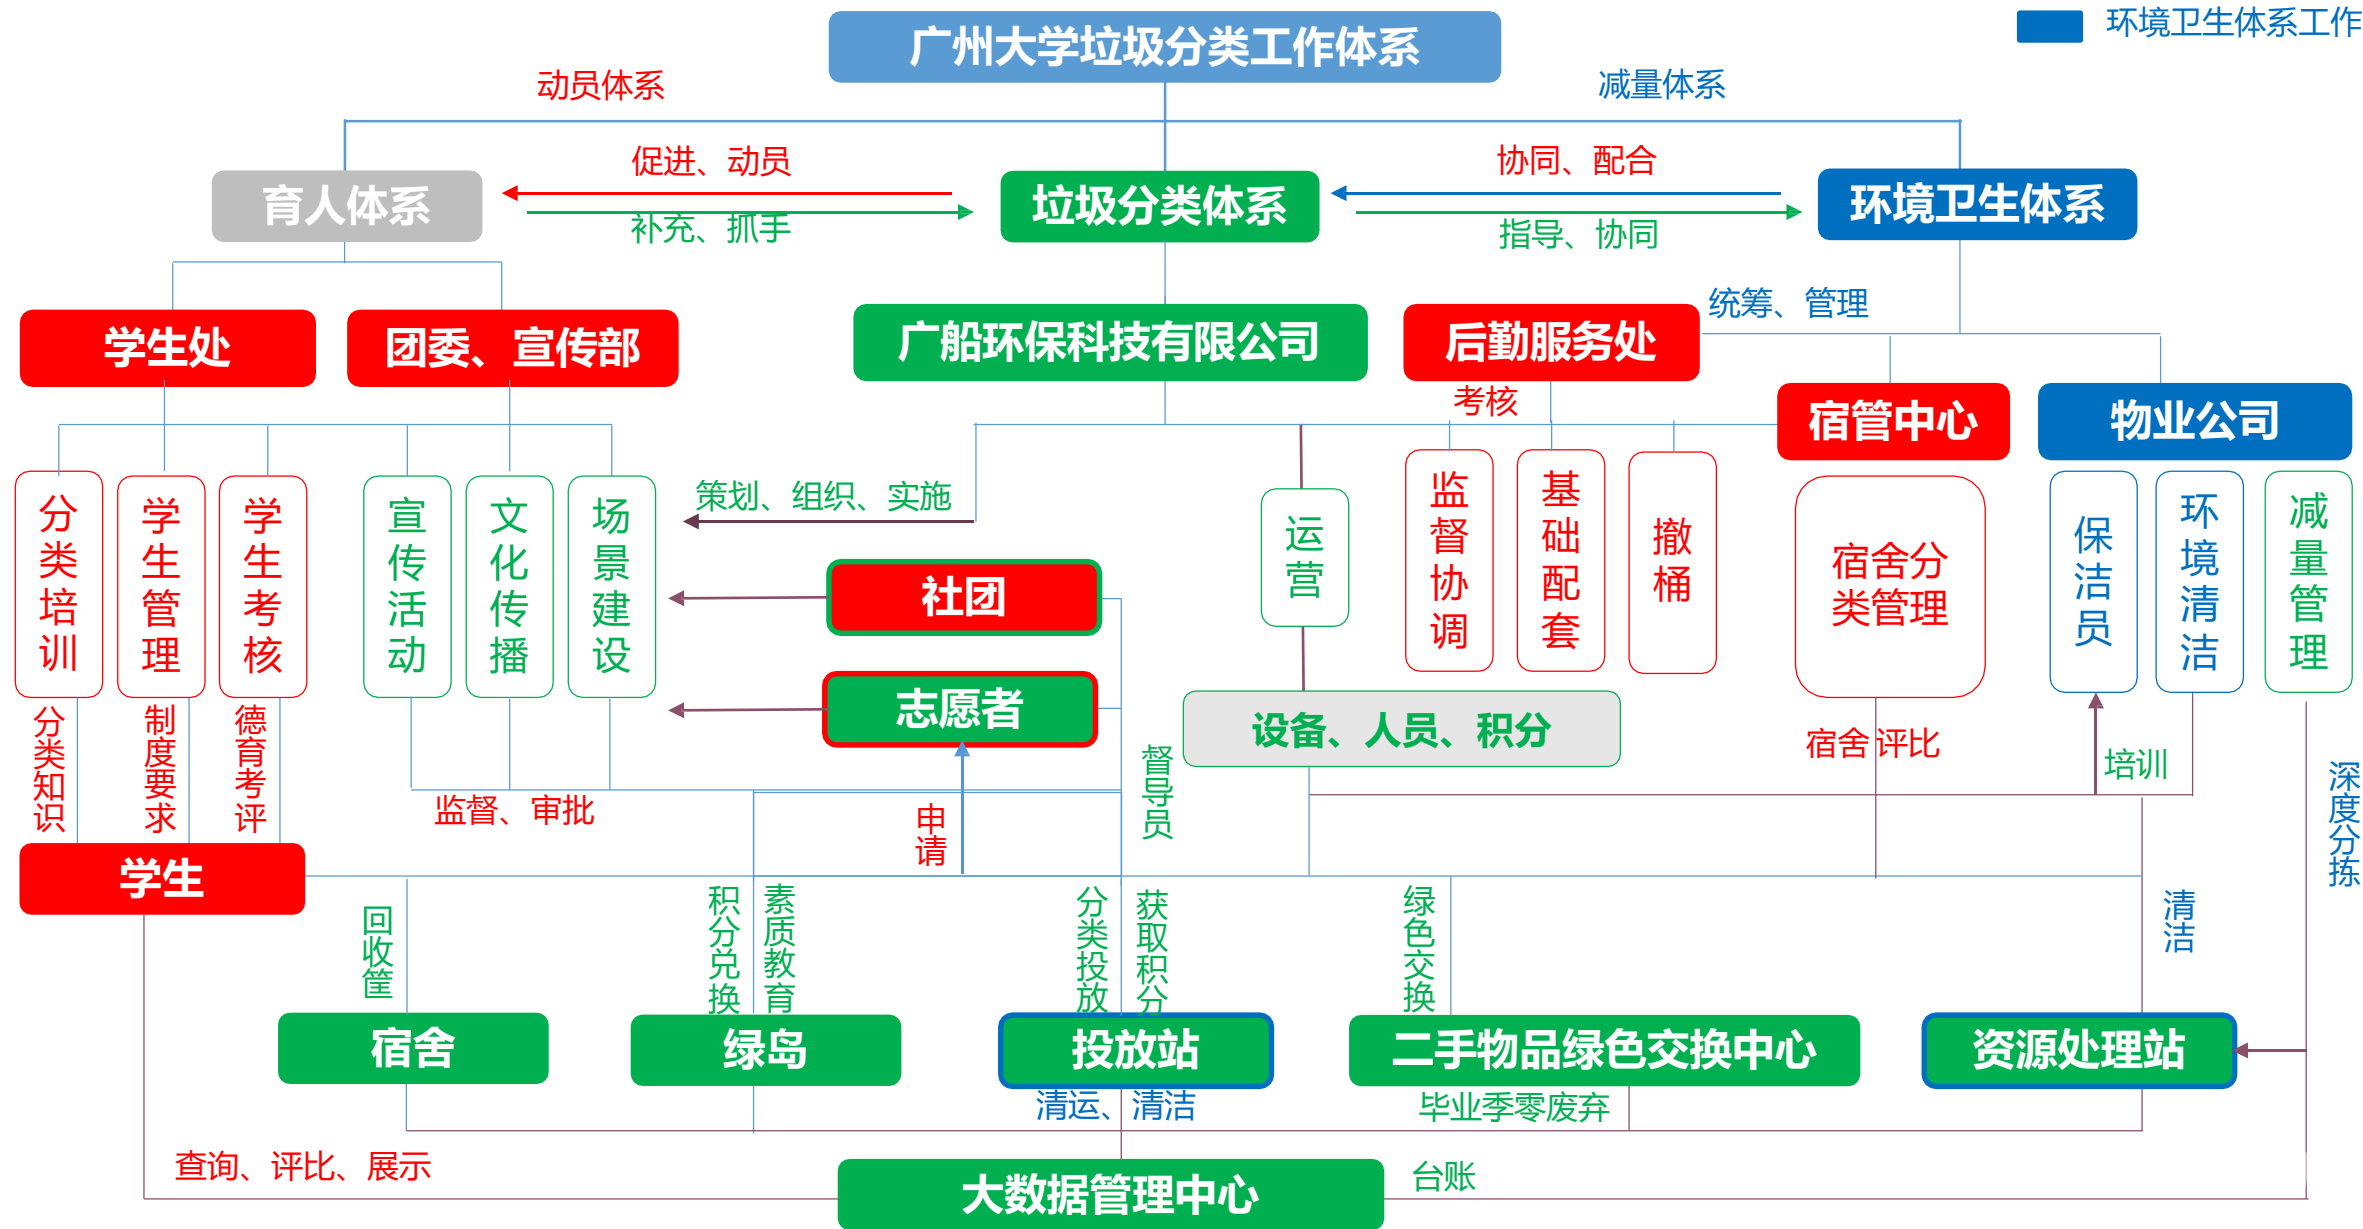 广州大学垃圾分类工作体系
环境卫生体系工作
动员体系
减量体系
促进、动员
协同、配合
育人体系
垃圾分类体系
环境卫生体系
补充、抓手
指导、协同
统筹、管理
学生处
团委、宣传部
广船环保科技有限公司
后勤服务处
考核
宿管中心
物业公司
分类培训
学生管理
学生考核
宣传活动
文化传播
场景建设
策划、组织、实施
运营
监督协调
基础配套
撤桶
宿舍分
类管理
保洁员
环境清洁
减量管理
社团
志愿者
设备、人员、积分
分类知识
制度要求
德育考评
监督、审批
申请
督导员
宿舍评比
培训
深度分拣
学生
回收筐
积分兑换
素质教育
分类投放
获取积分
绿色交换
清洁
宿舍
绿岛
投放站
二手物品绿色交换中心
资源处理站
清运、清洁
毕业季零废弃
查询、评比、展示
大数据管理中心
台账